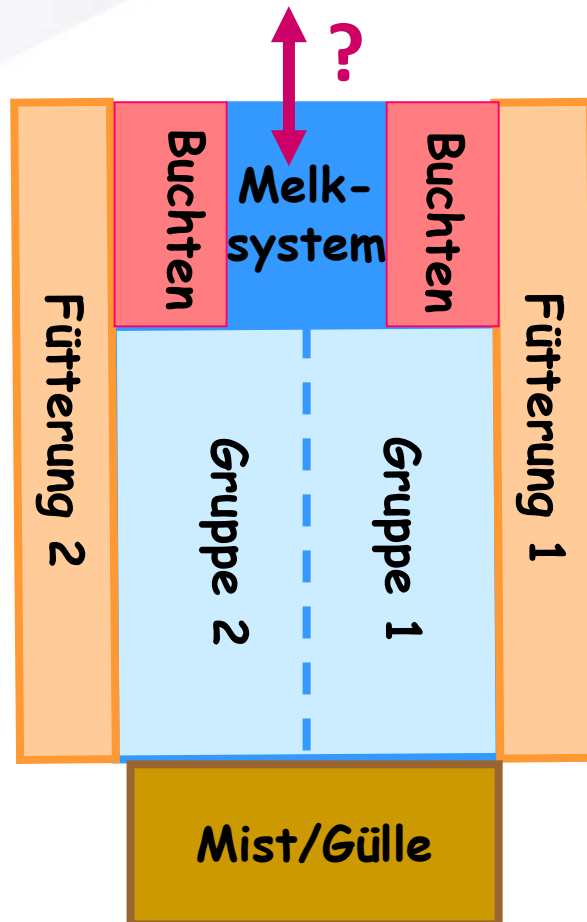 ?
Buchten
Melk-
system
Buchten
Fütterung 2
Gruppe 2
Gruppe 1
Fütterung 1
Mist/Gülle